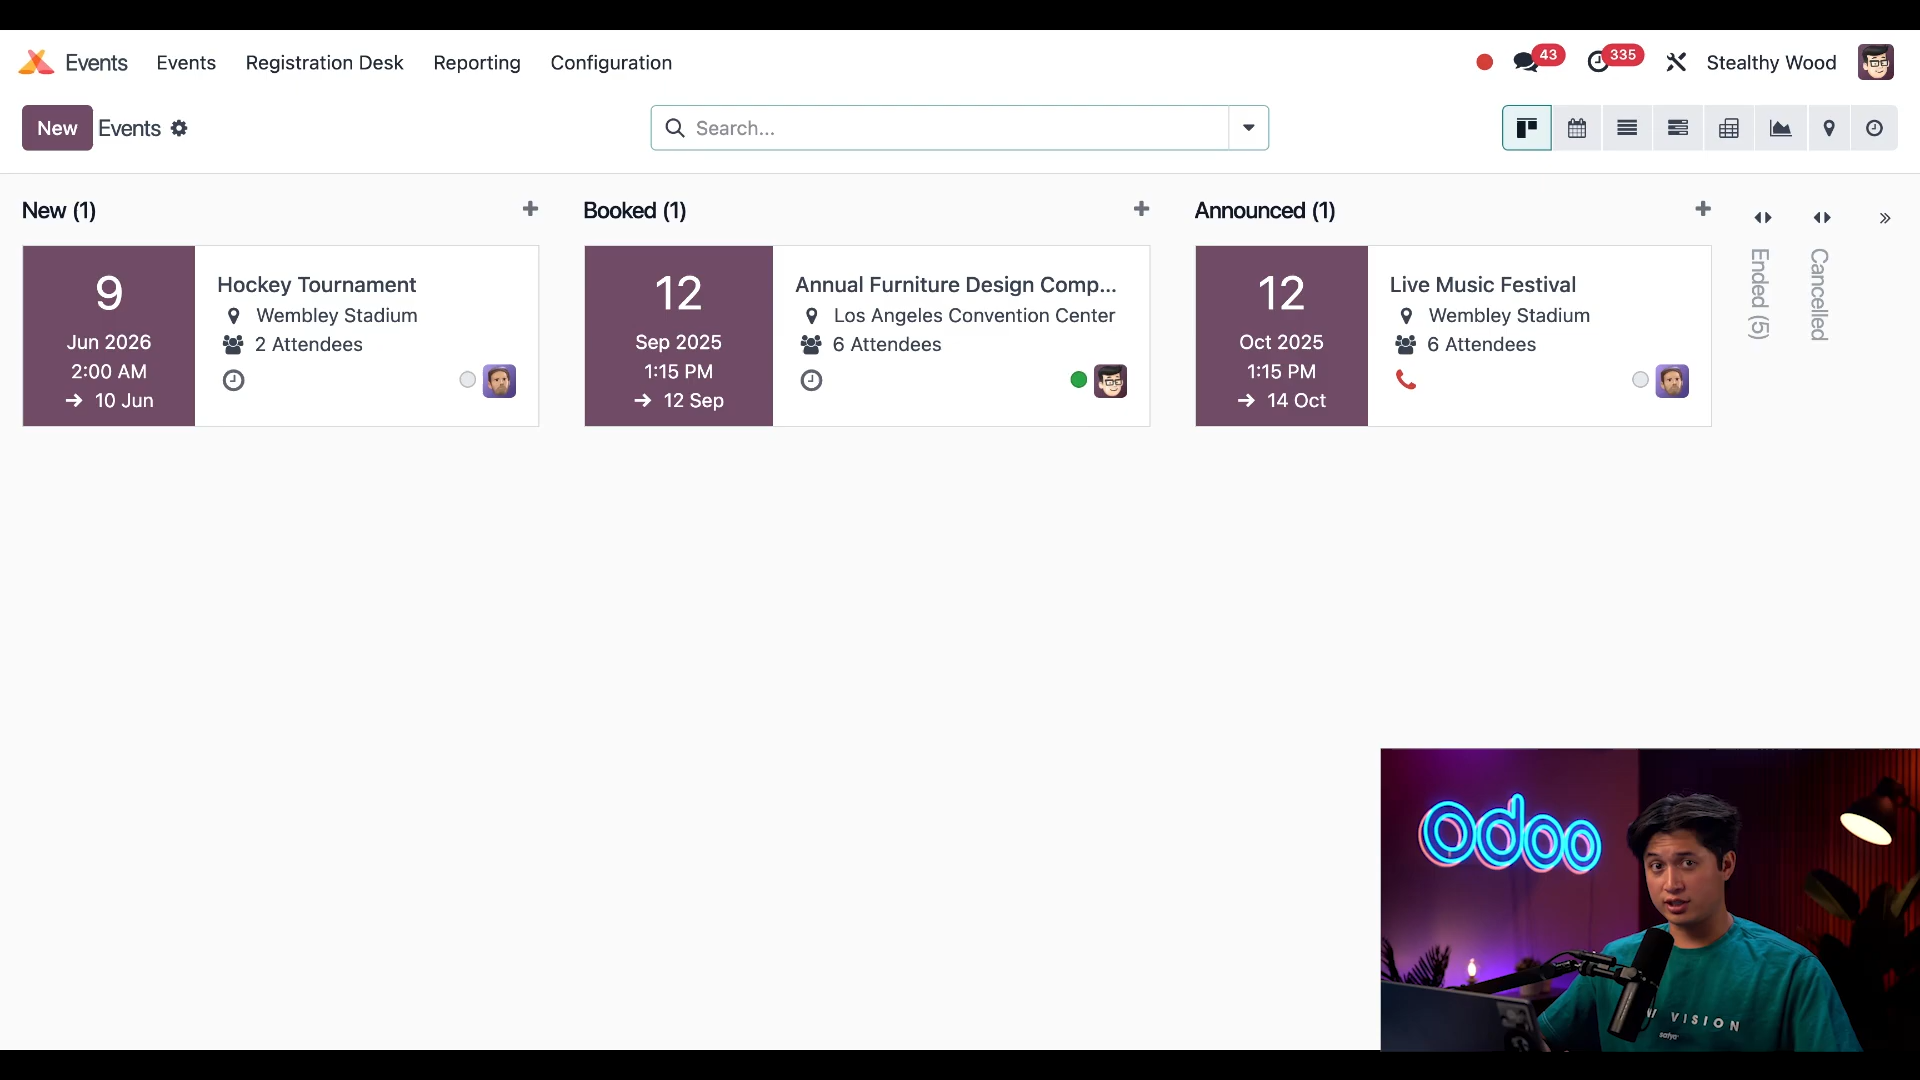 Events
Events
Registration Desk
Reporting
Configuration
43
335
Stealthy Wood
New
Events
Search...
New (1)
9
Jun 2026
2:00 AM
→ 10 Jun
Hockey Tournament
Wembley Stadium
2 Attendees
Booked (1)
12
Sep 2025
1:15 PM
→ 12 Sep
Annual Furniture Design Comp...
Los Angeles Convention Center
6 Attendees
Announced (1)
12
Oct 2025
1:15 PM
→ 14 Oct
Live Music Festival
Wembley Stadium
6 Attendees
Ended (5)
Cancelled
odoo
VISION